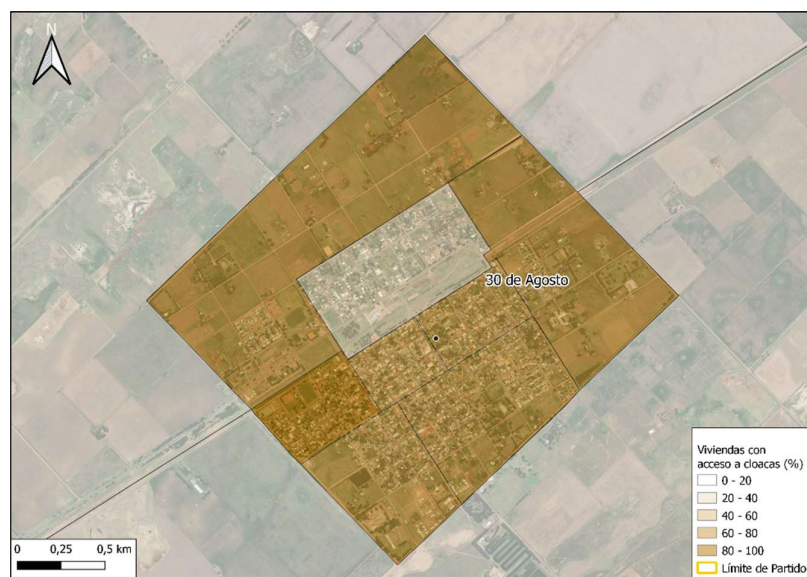 N
30 de Agosto
Viviendas con
acceso a cloacas (%)
0 - 20
20 - 40
40 - 60
60 - 80
80 - 100
Límite de Partido
0 0,25 0,5 km